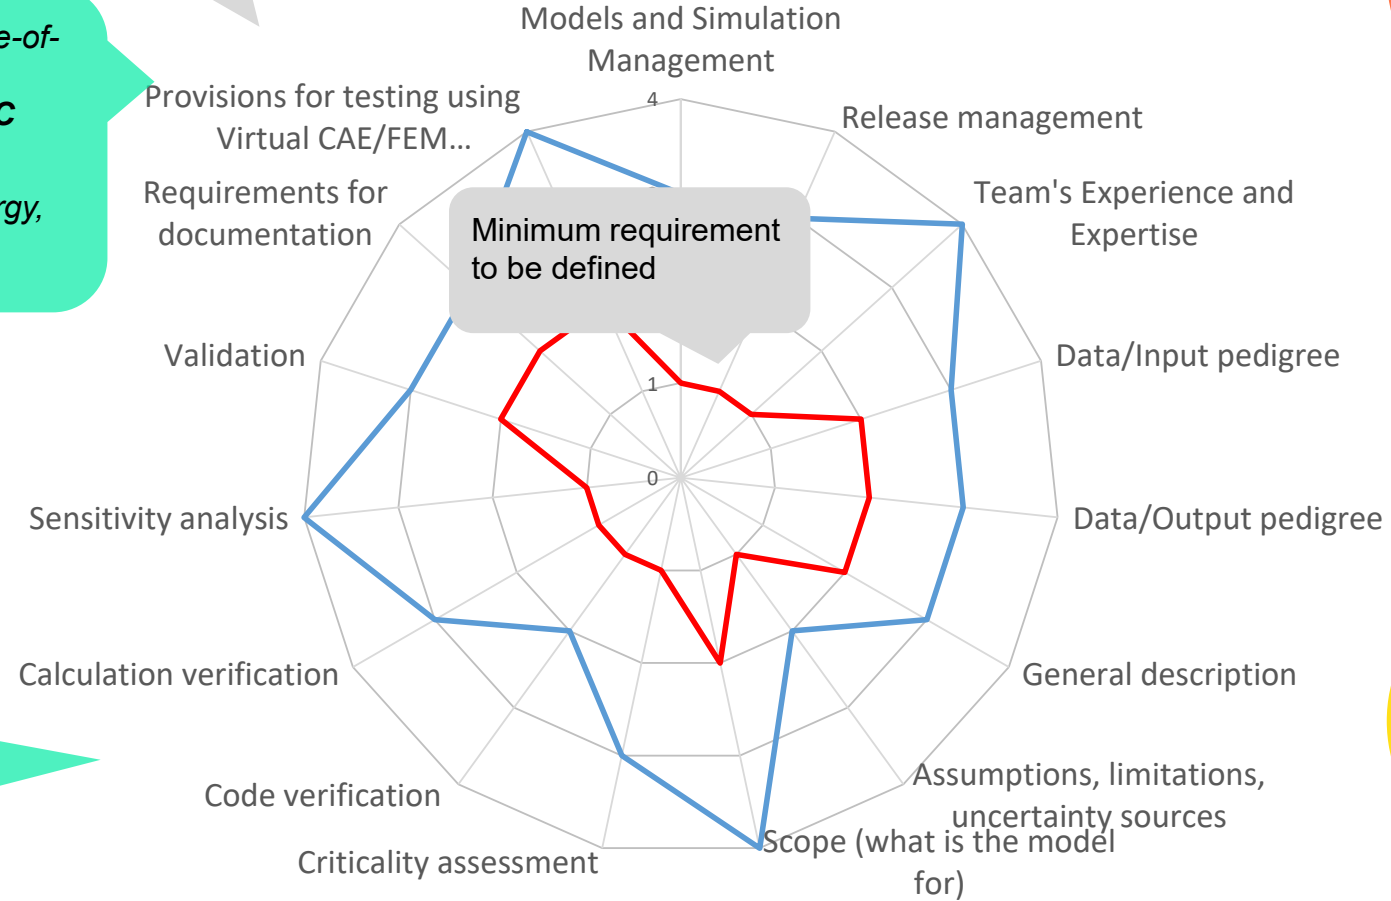 e-of-
C
rgy,
Models and Simulation
Management
Provisions for testing using
Virtual CAE/FEM...
Release management
4
Requirements for
documentation
Team's Experience and
Expertise
Minimum requirement
to be defined
Validation
Data/Input pedigree
1
0
Sensitivity analysis
Data/Output pedigree
Calculation verification
General description
Code verification
Assumptions, limitations,
uncertainty sources
Criticality assessment
Scope (what is the model
for)